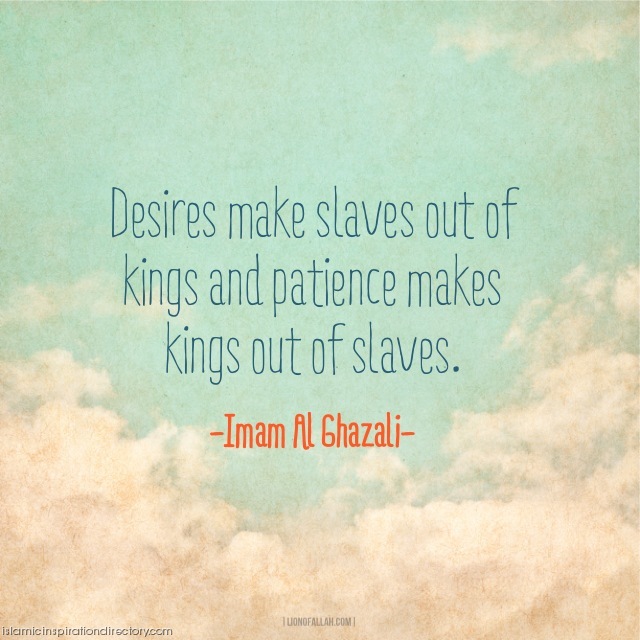 Desires make slaves out of
kings and patience makes
kings out of slaves.
-Imam Al Ghazali-
| LIONOFALLAH.COM |
islamicinspirationdirectory.com